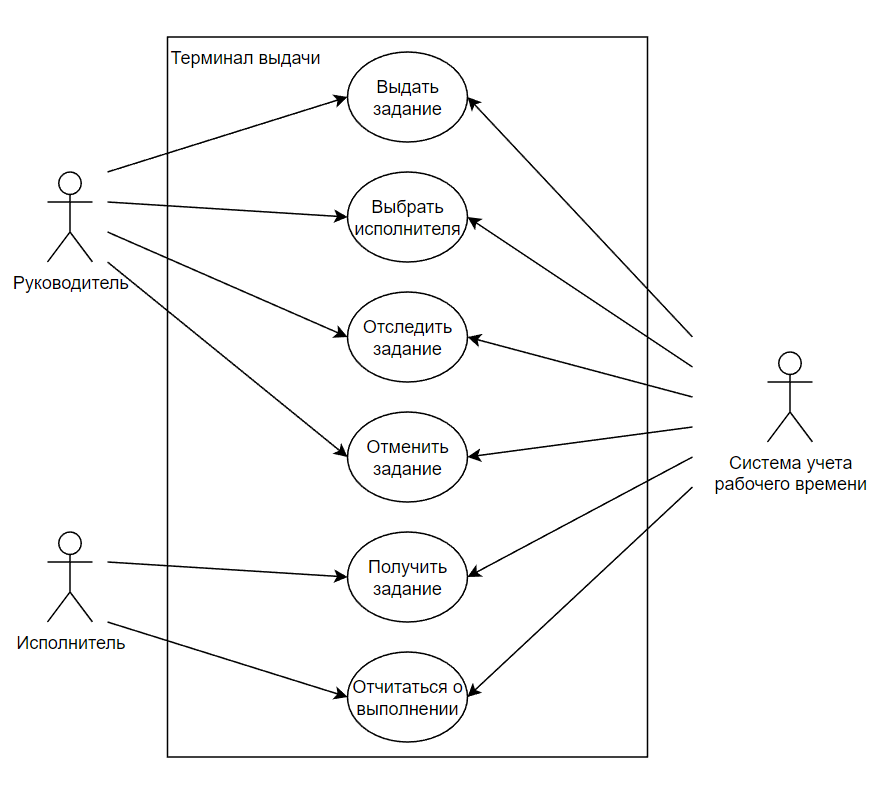 Терминал выдачи
Выдать
задание
Выбрать
исполнителя
Руководитель
Отследить
задание
Отменить
задание
Система учета
рабочего времени
Получить
задание
Исполнитель
Отчитаться о
выполнении